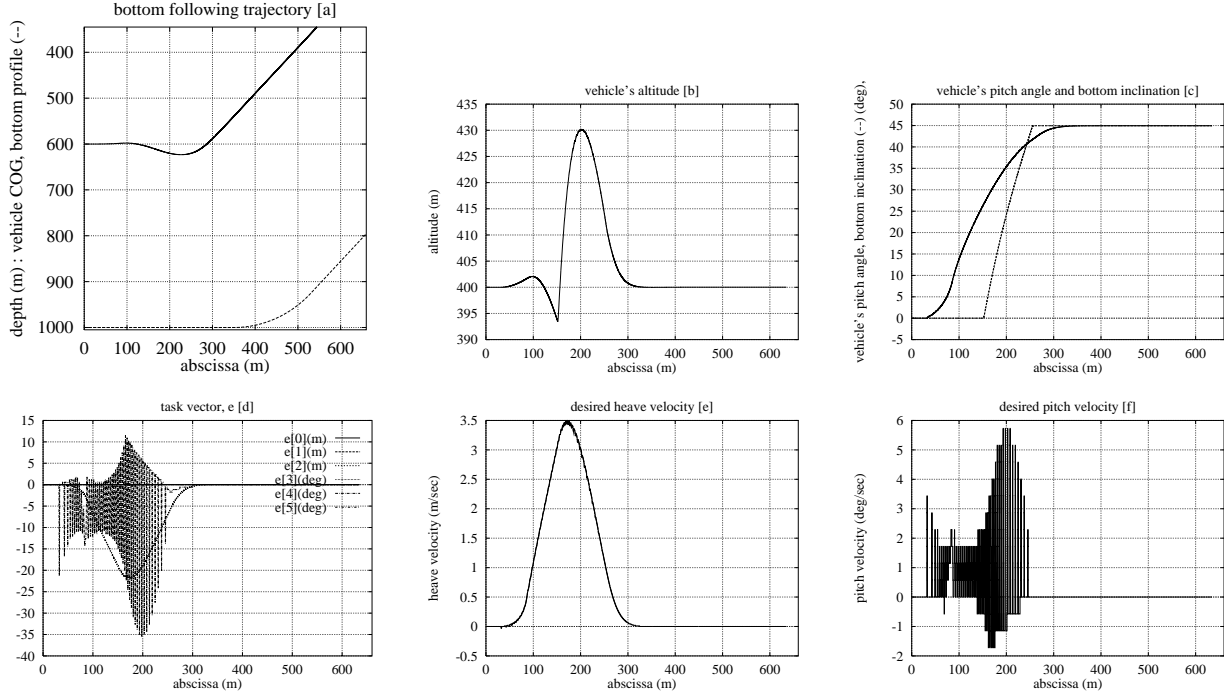 bottom following trajectory [a]
depth (m) : vehicle COG, bottom profile (--)
400
500
600
700
800
900
1000
0 100 200 300 400 500 600
abscissa (m)
vehicle's altitude [b]
altitude (m)
435
430
425
420
415
410
405
400
395
390
0 100 200 300 400 500 600
abscissa (m)
vehicle's pitch angle and bottom inclination [c]
vehicle's pitch angle, bottom inclination (--) (deg),
50
45
40
35
30
25
20
15
10
5
0
-5
0 100 200 300 400 500 600
abscissa (m)
task vector, e [d]
15
10
5
0
-5
-10
-15
-20
-25
-30
-35
-40
e[0](m)
e[1](m)
e[2](m)
e[3](deg)
e[4](deg)
e[5](deg)
0 100 200 300 400 500 600
abscissa (m)
desired heave velocity [e]
heave velocity (m/sec)
3.5
3
2.5
2
1.5
1
0.5
0
-0.5
0 100 200 300 400 500 600
abscissa (m)
desired pitch velocity [f]
pitch velocity (deg/sec)
6
5
4
3
2
1
0
-1
-2
0 100 200 300 400 500 600
abscissa (m)